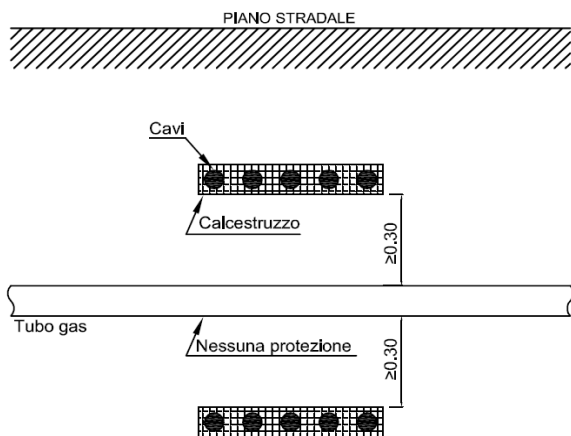 PIANO STRADALE
Cavi
Calcestruzzo
≥0.30
Tubo gas
Nessuna protezione
≥0.30